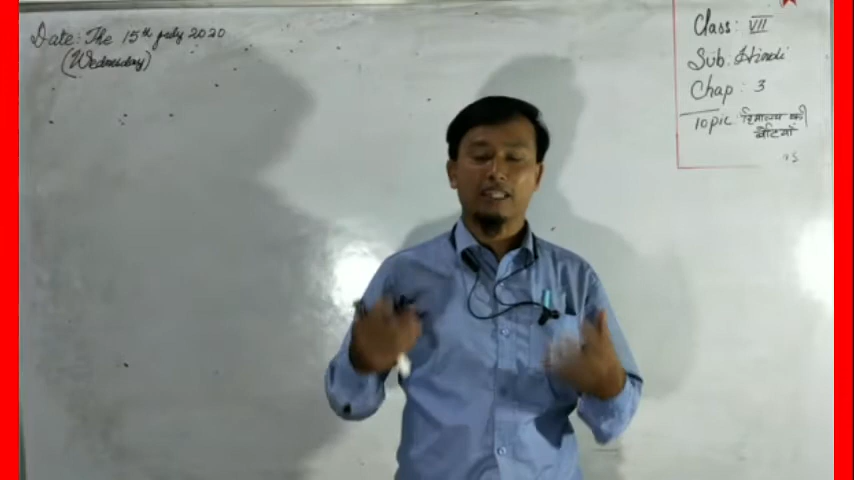 Date: The 15th july 2020
(Wednesday)
Class: VII
Sub: Hindi
Chap : 3
Topic: हिमालय की
बेटियाँ